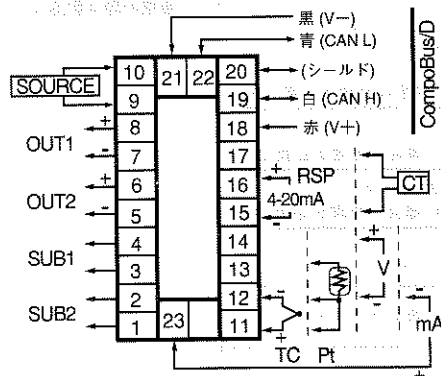 黒 (V−)
青 (CAN L)
(シールド)
白 (CAN H)
赤 (V+)
CompoBus/D
SOURCE
OUT1
+
-
OUT2
+
-
SUB1
SUB2
10
9
8
7
6
5
4
3
2
1
21
22
23
20
19
18
17
16
15
14
13
12
11
+
RSP
4-20mA
-
CT
-
+
TC
Pt
+
V
-
-
mA
+